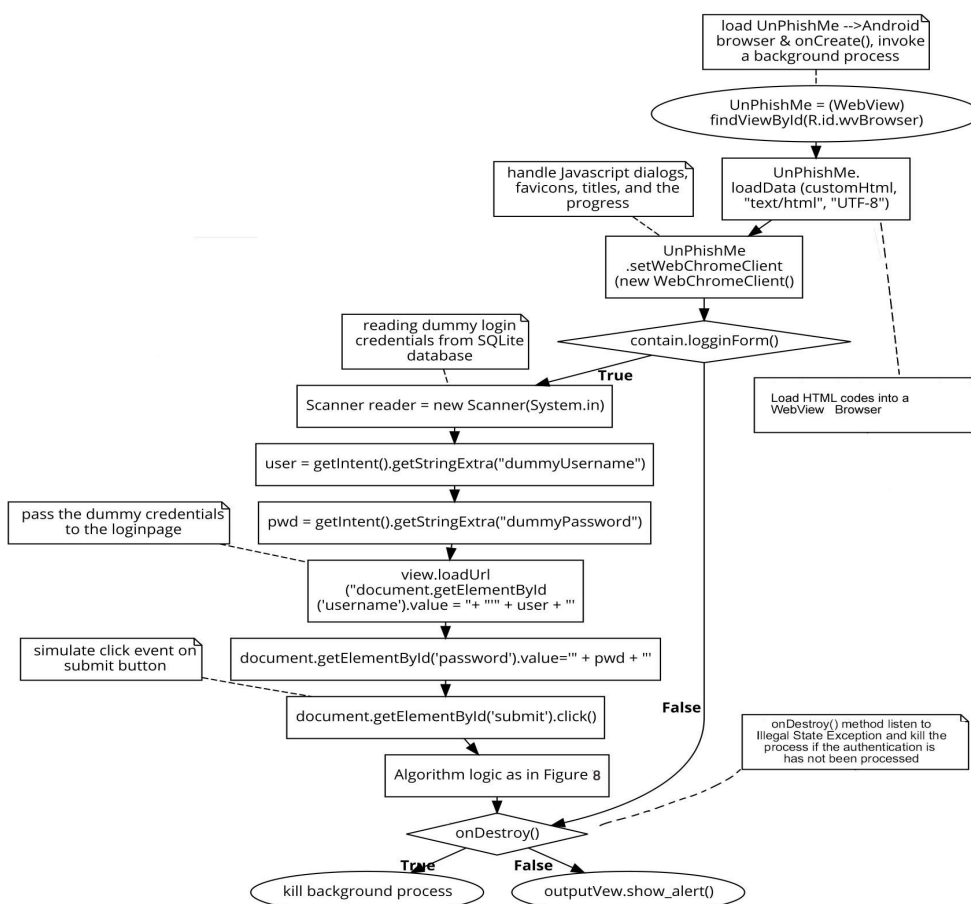 load UnPhishMe -->Android
browser & onCreate(), invoke
a background process
UnPhishMe = (WebView)
findViewById(R.id.wvBrowser)
handle Javascript dialogs,
favicons, titles, and the
progress
UnPhishMe.
loadData (customHtml,
"text/html", "UTF-8")
UnPhishMe
.setWebChromeClient
(new WebChromeClient()
reading dummy login
credentials from SQLite
database
contain.logginForm()
True
Load HTML codes into a
WebView Browser
Scanner reader = new Scanner(System.in)
user = getIntent().getStringExtra("dummyUsername")
pass the dummy credentials
to the loginpage
pwd = getIntent().getStringExtra("dummyPassword")
view.loadUrl
("document.getElementById
('username').value = "+ "'" + user + "'
simulate click event on
submit button
document.getElementById('password').value='" + pwd + "'
document.getElementById('submit').click()
False
onDestroy() method listen to
Illegal State Exception and kill the
process if the authentication is
has not been processed
Algorithm logic as in Figure 8
onDestroy()
True
False
kill background process
outputVew.show_alert()